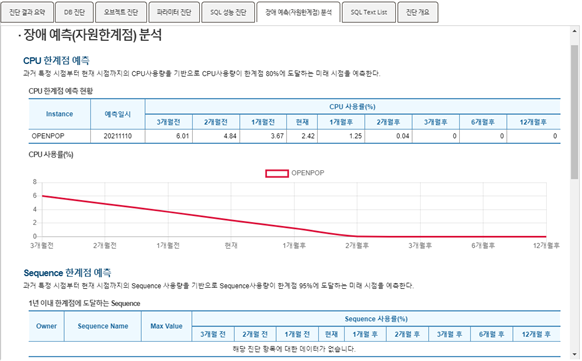 진단 결과 요약 DB 진단 오브젝트 진단 파라미터 진단 SQL 성능 진단 장애 예측(자원한계점) 분석 SQL Text List 진단 개요
· 장애 예측(자원한계점) 분석
CPU 한계점 예측
과거 특정 시점부터 현재 시점까지의 CPU사용량을 기반으로 CPU사용량이 한계점 80%에 도달하는 미래 시점을 예측한다.
CPU 한계점 예측 현황
Instance 예측일시 CPU 사용률(%)
3개월전 2개월전 1개월전 현재 1개월후 2개월후 3개월후 6개월후 12개월후
OPENPOP 20211110 6.01 4.84 3.67 2.42 1.25 0.04 0 0 0
CPU 사용률(%)
OPENPOP
8
6
4
2
0
3개월전 2개월전 1개월전 현재 1개월후 2개월후 3개월후 6개월후 12개월후
Sequence 한계점 예측
과거 특정 시점부터 현재 시점까지의 Sequence 사용량을 기반으로 Sequence사용량이 한계점 95%에 도달하는 미래 시점을 예측한다.
1년 이내 한계점에 도달하는 Sequence
Owner Sequence Name Max Value Sequence 사용률(%)
3개월 전 2개월 전 1개월 전 현재 1개월 후 2개월 후 3개월 후 6개월 후 12개월 후
해당 진단 항목에 대한 데이터가 없습니다.